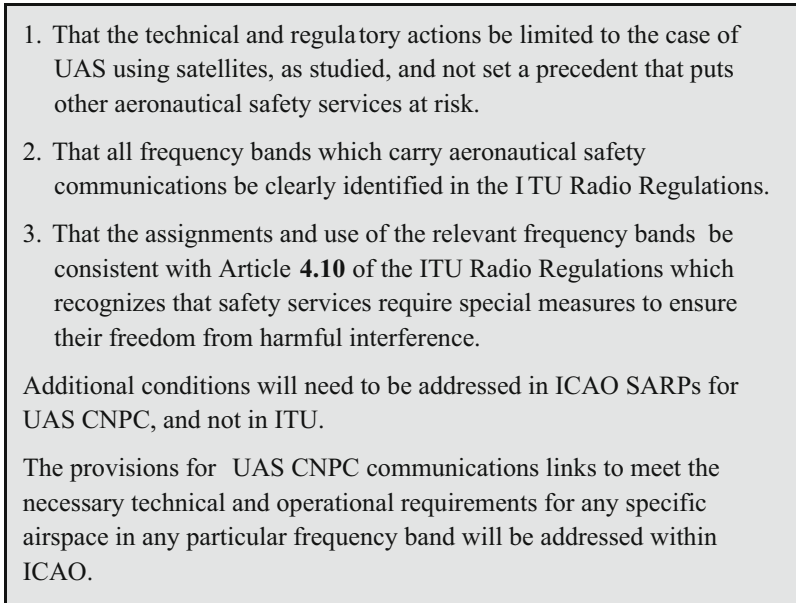 1. That the technical and regulatory actions be limited to the case of
UAS using satellites, as studied, and not set a precedent that puts
other aeronautical safety services at risk.
2. That all frequency bands which carry aeronautical safety
communications be clearly identified in the ITU Radio Regulations.
3. That the assignments and use of the relevant frequency bands be
consistent with Article 4.10 of the ITU Radio Regulations which
recognizes that safety services require special measures to ensure
their freedom from harmful interference.
Additional conditions will need to be addressed in ICAO SARPs for
UAS CNPC, and not in ITU.
The provisions for UAS CNPC communications links to meet the
necessary technical and operational requirements for any specific
airspace in any particular frequency band will be addressed within
ICAO.